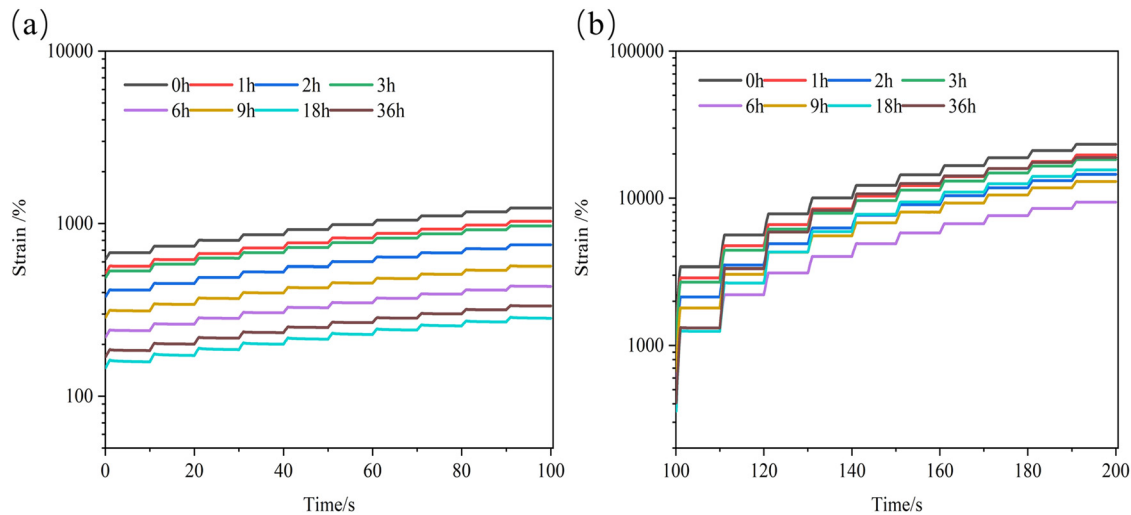 (a)
10000
1000
100
Strain /%
0h 1h 2h 3h
6h 9h 18h 36h
0 20 40 60 80 100
Time/s
(b)
100000
10000
1000
Strain /%
0h 1h 2h 3h
6h 9h 18h 36h
100 120 140 160 180 200
Time/s